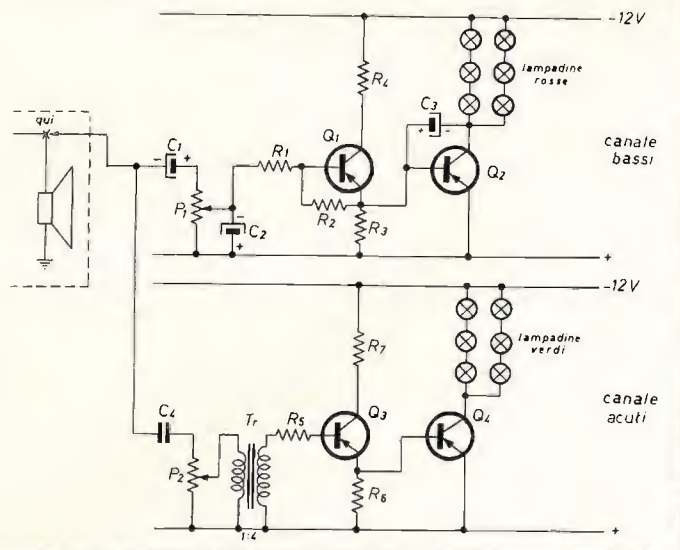 -12V
lampadine
rosse
qui
C1
- +
P1
R1
Q1
R4
C3
+ -
Q2
canale
bassi
R2
R3
-
C2
+
+
-12V
lampadine
verdi
R7
canale
acuti
C4
P2
Tr
R5
Q3
Q4
R6
1:4
+